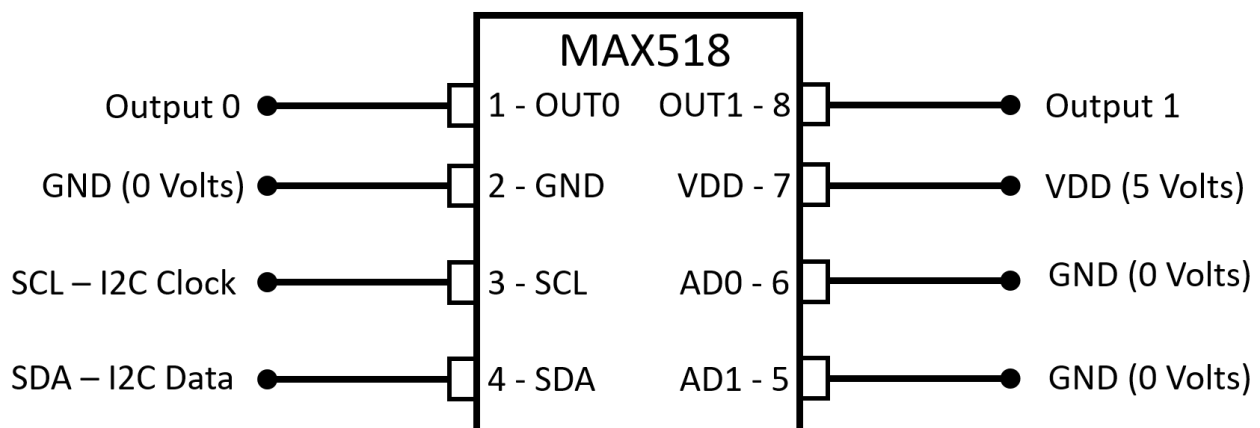 MAX518
Output 0 1 - OUT0 OUT1 - 8 Output 1
GND (0 Volts) 2 - GND VDD - 7 VDD (5 Volts)
SCL – I2C Clock 3 - SCL AD0 - 6 GND (0 Volts)
SDA – I2C Data 4 - SDA AD1 - 5 GND (0 Volts)